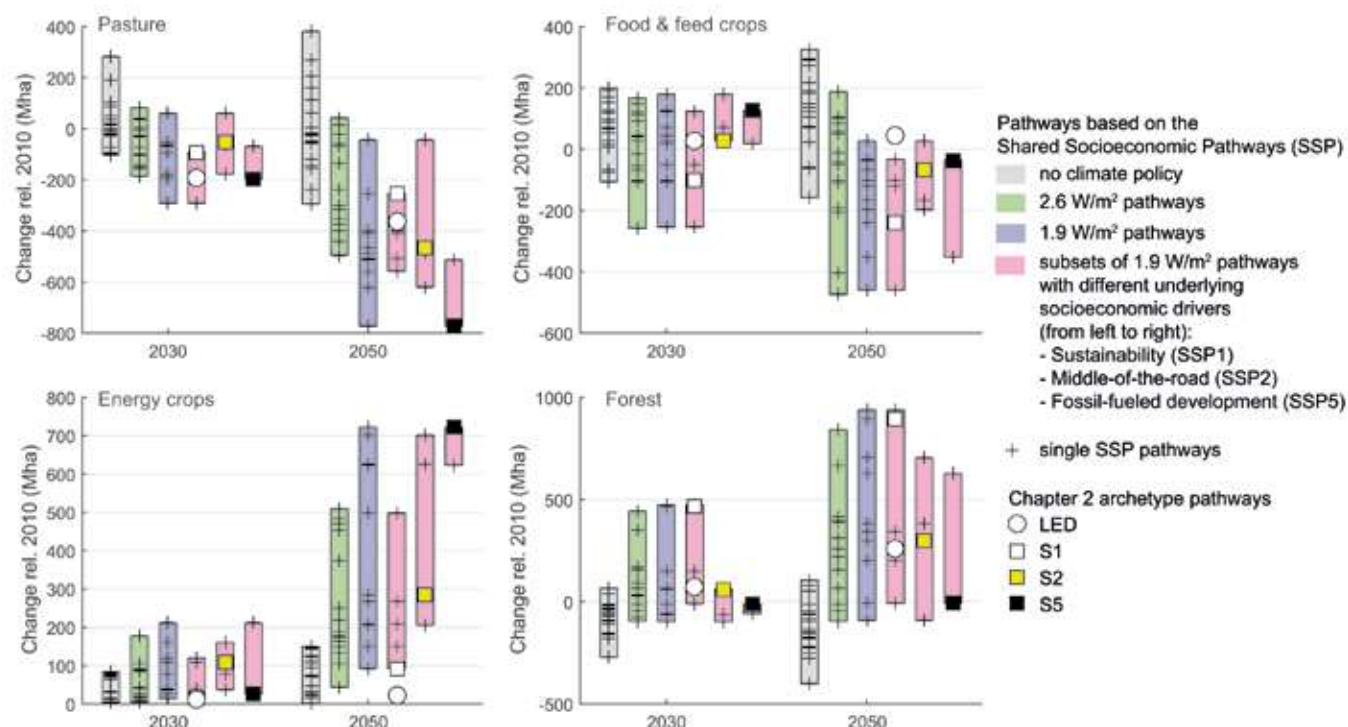 Pasture
Change rel. 2010 (Mha)
400
200
0
-200
-400
-600
-800
2030
2050
Food & feed crops
Change rel. 2010 (Mha)
400
200
0
-200
-400
-600
2030
2050
Energy crops
Change rel. 2010 (Mha)
800
700
600
500
400
300
200
100
0
2030
2050
Forest
Change rel. 2010 (Mha)
1000
500
0
-500
2030
2050
Pathways based on the
Shared Socioeconomic Pathways (SSP)
no climate policy
2.6 W/m² pathways
1.9 W/m² pathways
subsets of 1.9 W/m² pathways
with different underlying
socioeconomic drivers
(from left to right):
- Sustainability (SSP1)
- Middle-of-the-road (SSP2)
- Fossil-fueled development (SSP5)
single SSP pathways
Chapter 2 archetype pathways
LED
S1
S2
S5